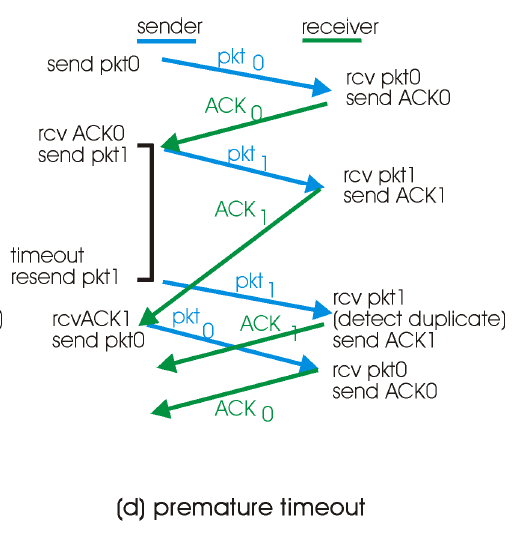 sender
receiver
send pkt0
pkt 0
rcv pkt0
send ACK0
ACK 0
rcv ACK0
send pkt1
pkt 1
rcv pkt1
send ACK1
ACK 1
timeout
resend pkt1
pkt 1
rcv pkt1
(detect duplicate)
send ACK1
)
rcvACK1
send pkt0
pkt 0
ACK 1
rcv pkt0
send ACK0
ACK 0
(d) premature timeout